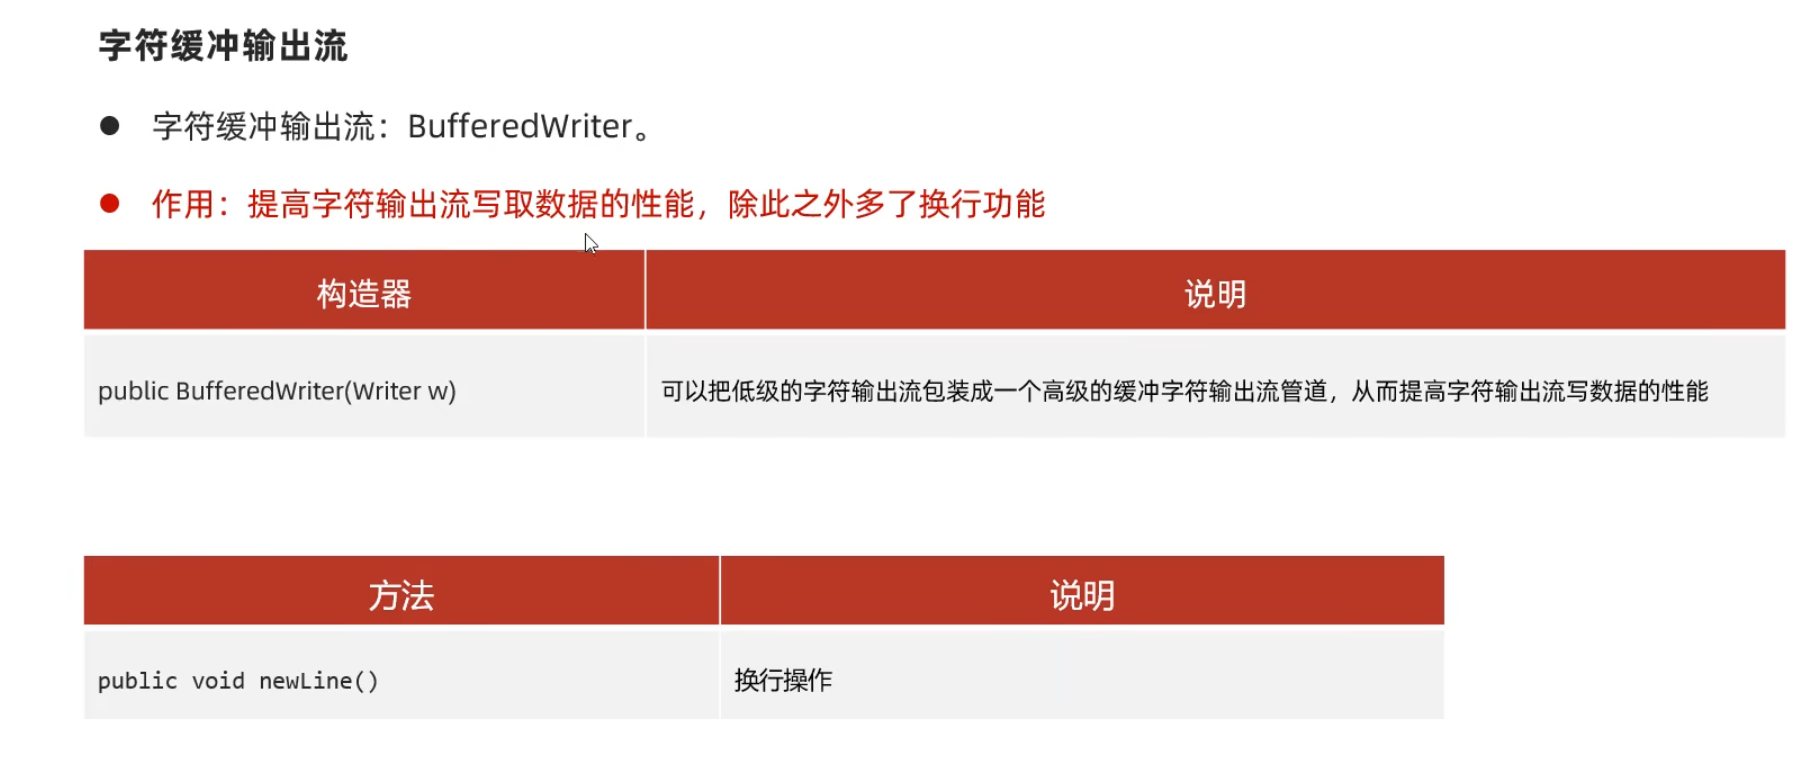 字符缓冲输出流
字符缓冲输出流：BufferedWriter。
作用：提高字符输出流写取数据的性能，除此之外多了换行功能
构造器 说明
public BufferedWriter(Writer w) 可以把低级的字符输出流包装成一个高级的缓冲字符输出流管道，从而提高字符输出流写数据的性能
方法 说明
public void newLine() 换行操作